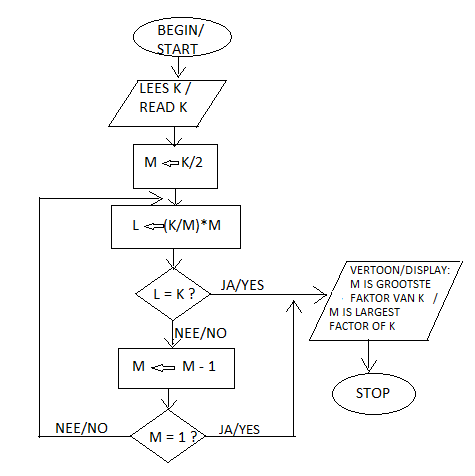 BEGIN/
START
LEES K /
READ K
M ⇐ K/2
L ⇐ (K/M)*M
L = K ?
JA/YES
VERTOON/DISPLAY:
M IS GROOTSTE
FAKTOR VAN K /
M IS LARGEST
FACTOR OF K
NEE/NO
M ⇐ M - 1
STOP
NEE/NO
M = 1 ?
JA/YES